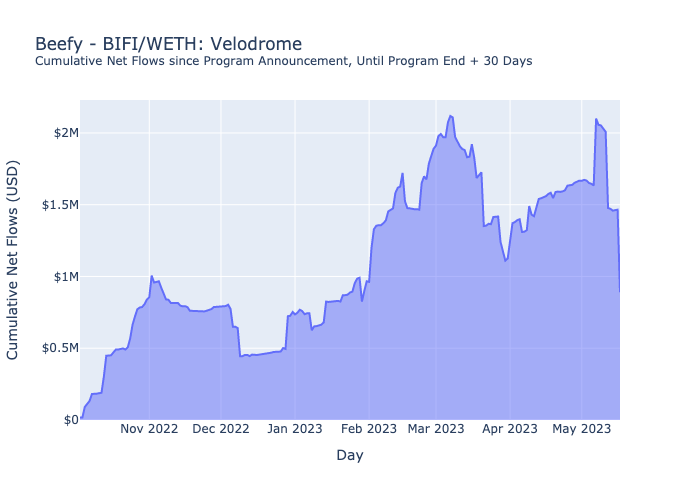 Beefy - BIFI/WETH: Velodrome
Cumulative Net Flows since Program Announcement, Until Program End + 30 Days
Cumulative Net Flows (USD)
$2M
$1.5M
$1M
$0.5M
$0
Nov 2022 Dec 2022 Jan 2023 Feb 2023 Mar 2023 Apr 2023 May 2023
Day